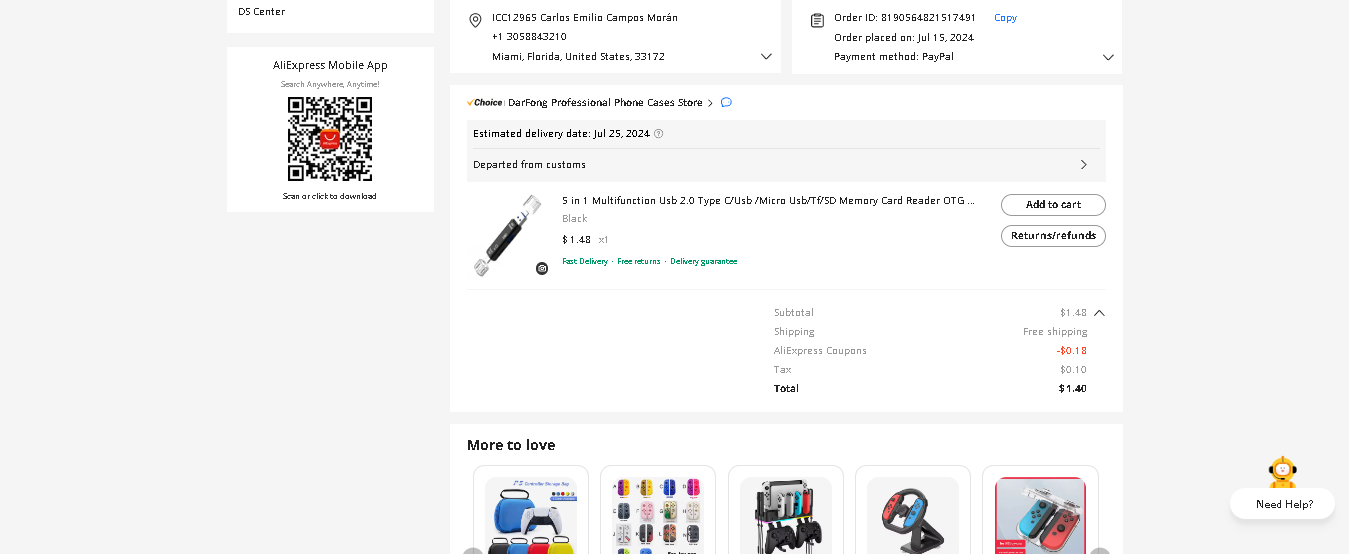 DS Center
AliExpress Mobile App
Search Anywhere, Anytime!
Scan or click to download
ICC12965 Carlos Emilio Campos Morán
+1 3058843210
Miami, Florida, United States, 33172
Order ID: 8190564821517491 Copy
Order placed on: Jul 15, 2024
Payment method: PayPal
Choice DarFong Professional Phone Cases Store
Estimated delivery date: Jul 25, 2024
Departed from customs
5 in 1 Multifunction Usb 2.0 Type C/Usb /Micro Usb/Tf/SD Memory Card Reader OTG ...
Black
$1.48 x1
Fast Delivery · Free returns · Delivery guarantee
Add to cart
Returns/refunds
Subtotal $1.48
Shipping Free shipping
AliExpress Coupons -$0.18
Tax $0.10
Total $1.40
More to love
Controller Storage Bag
Need Help?